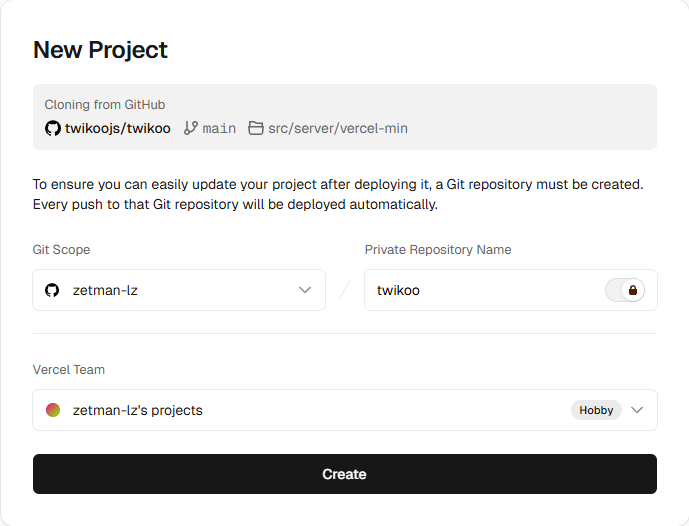 New Project
Cloning from GitHub
twikoojs/twikoo main src/server/vercel-min
To ensure you can easily update your project after deploying it, a Git repository must be created.
Every push to that Git repository will be deployed automatically.
Git Scope Private Repository Name
zetman-lz / twikoo
Vercel Team
zetman-lz's projects Hobby
Create